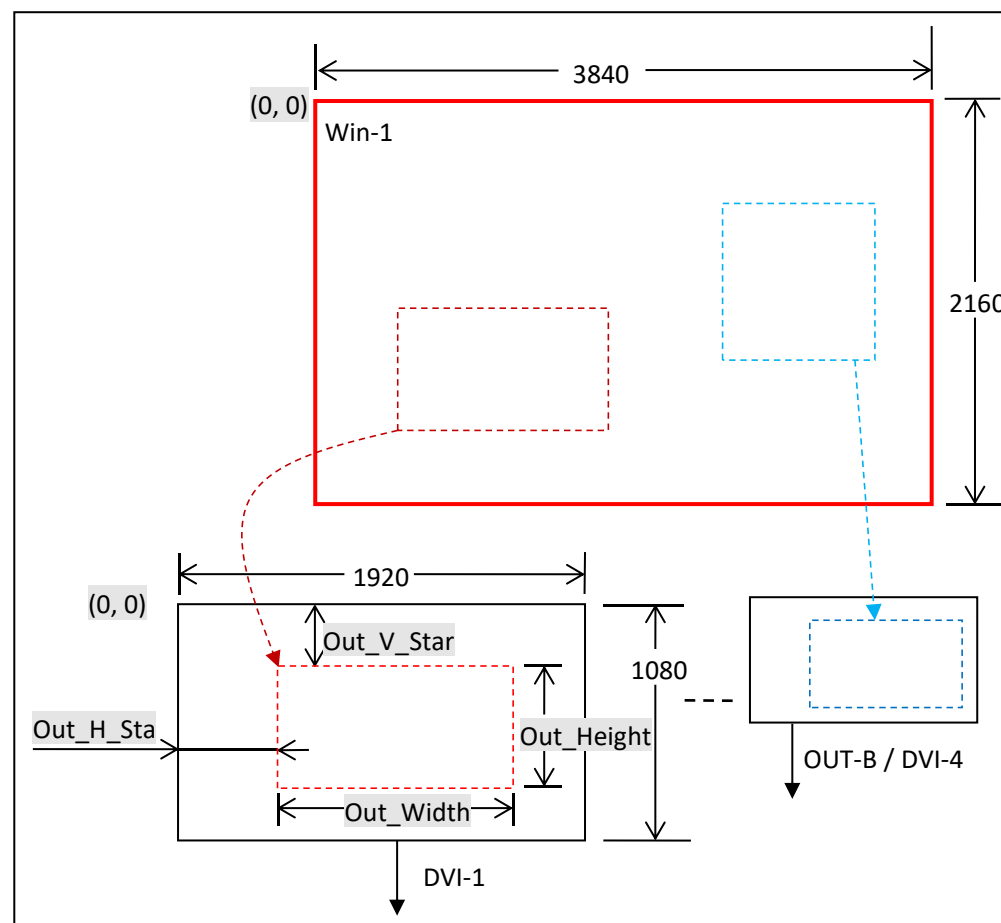 3840
(0, 0)
Win-1
2160
1920
(0, 0)
Out_V_Star
1080
Out_H_Sta
Out_Height
OUT-B / DVI-4
Out_Width
DVI-1